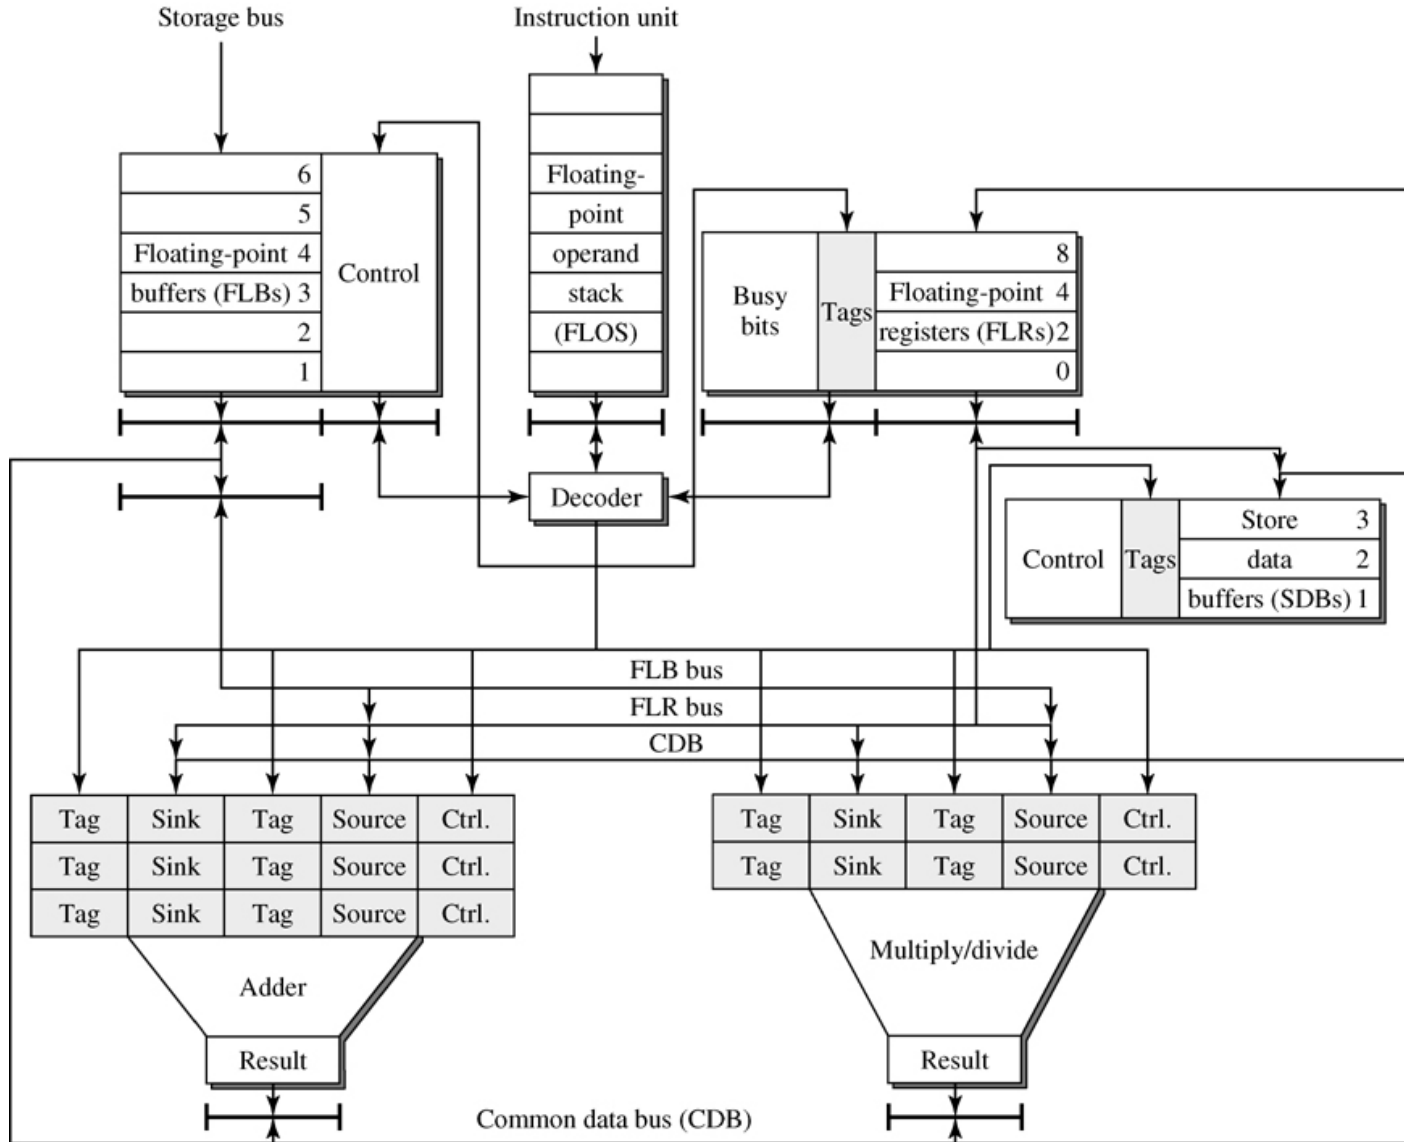 Storage bus
Instruction unit
6
5
Floating-point 4
buffers (FLBs) 3
2
1
Control
Floating-
point
operand
stack
(FLOS)
Busy
bits
Tags
8
Floating-point 4
registers (FLRs) 2
0
Decoder
Control
Tags
Store 3
data 2
buffers (SDBs) 1
FLB bus
FLR bus
CDB
Tag Sink Tag Source Ctrl.
Tag Sink Tag Source Ctrl.
Tag Sink Tag Source Ctrl.
Adder
Result
Tag Sink Tag Source Ctrl.
Tag Sink Tag Source Ctrl.
Multiply/divide
Result
Common data bus (CDB)